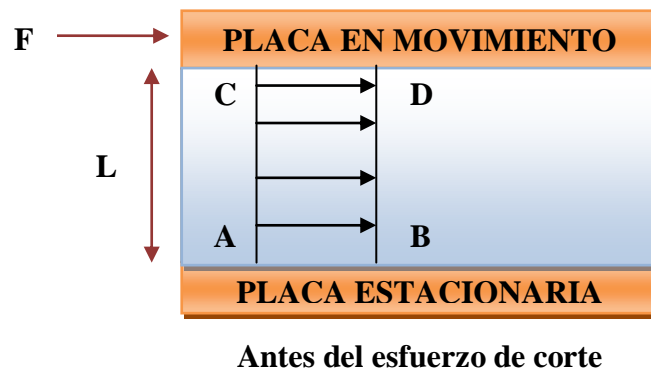 F
PLACA EN MOVIMIENTO
C D
L
A B
PLACA ESTACIONARIA
Antes del esfuerzo de corte